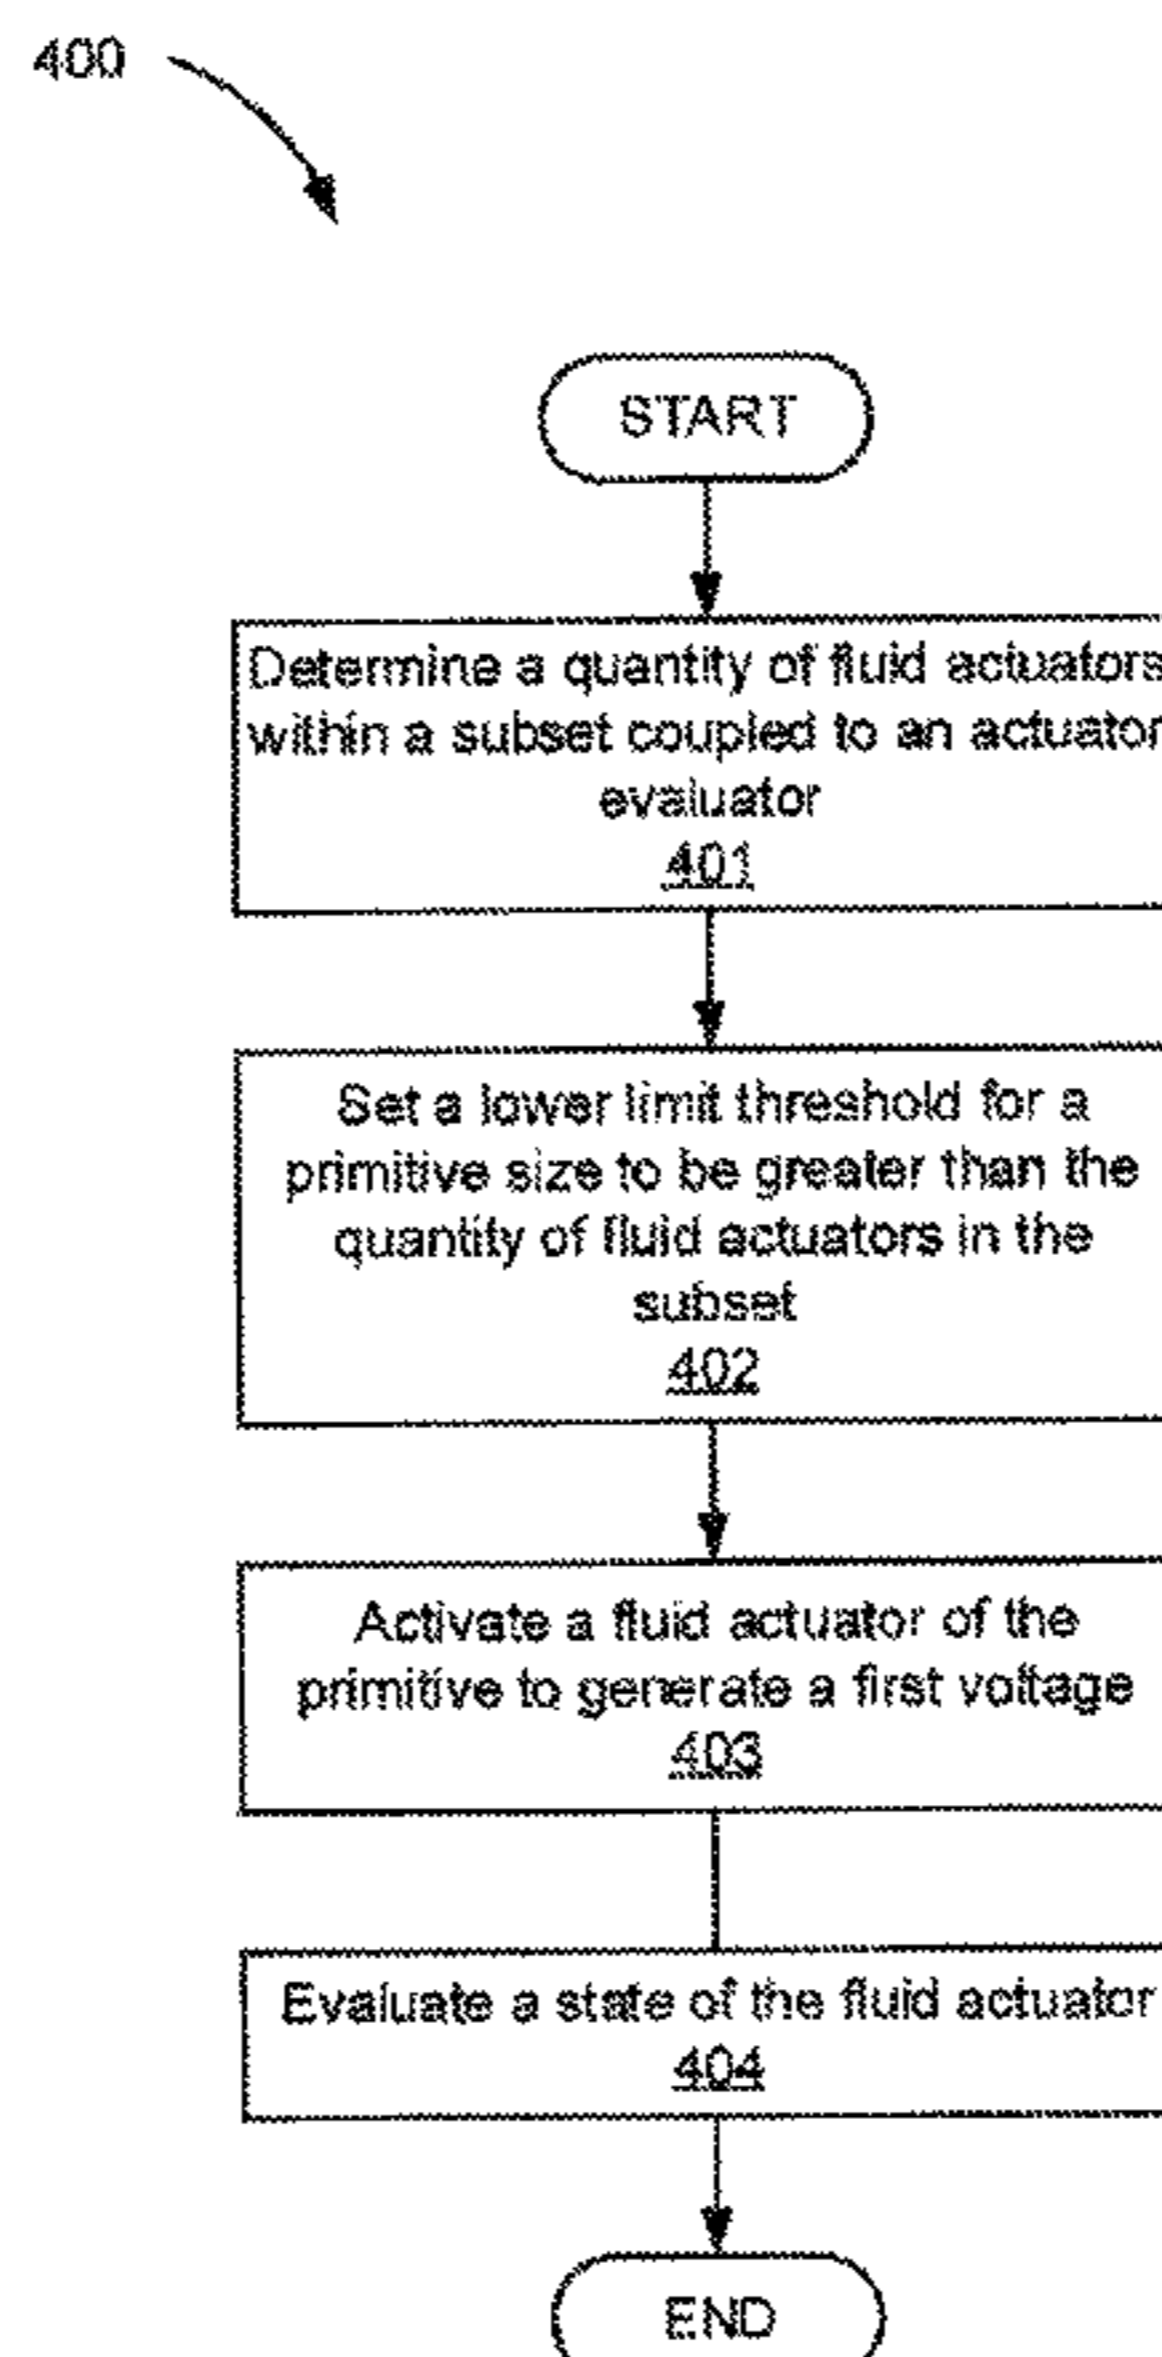 400
START
Determine a quantity of fluid actuators
within a subset coupled to an actuator
evaluator
401
Set a lower limit threshold for a
primitive size to be greater than the
quantity of fluid actuators in the
subset
402
Activate a fluid actuator of the
primitive to generate a first voltage
403
Evaluate a state of the fluid actuator
404
END